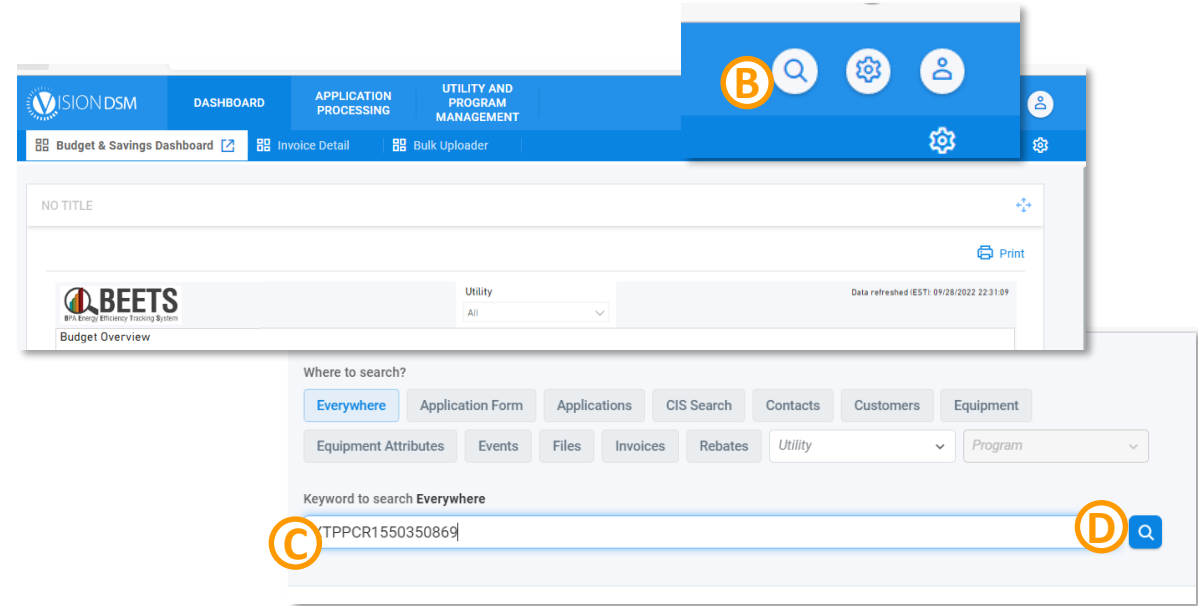 B
VISION DSM
DASHBOARD
APPLICATION
PROCESSING
UTILITY AND
PROGRAM
MANAGEMENT
Budget & Savings Dashboard
Invoice Detail
Bulk Uploader
NO TITLE
Print
BEETS
BPA Energy Efficiency Tracking System
Utility
All
Data refreshed (EST): 09/28/2022 22:31:09
Budget Overview
Where to search?
Everywhere Application Form Applications CIS Search Contacts Customers Equipment
Equipment Attributes Events Files Invoices Rebates Utility Program
Keyword to search Everywhere
C
TPPCR1550350869
D